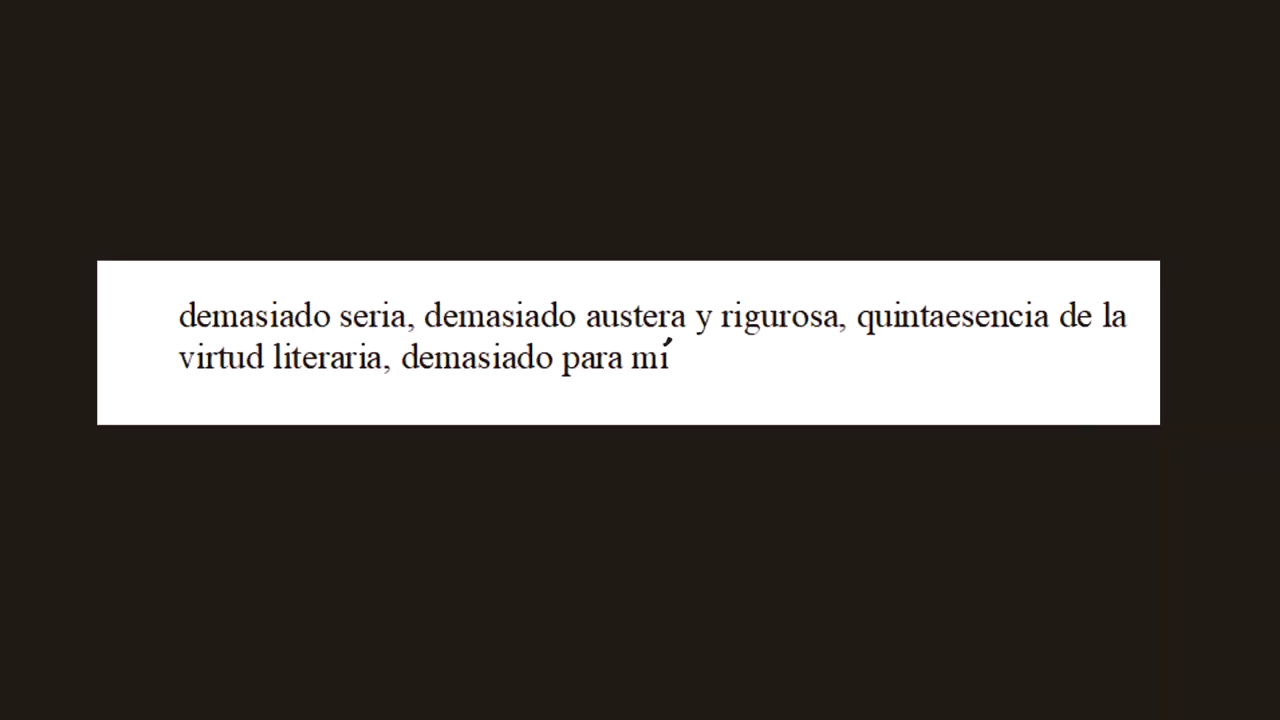 demasiado seria, demasiado austera y rigurosa, quintaesencia de la
virtud literaria, demasiado para mí